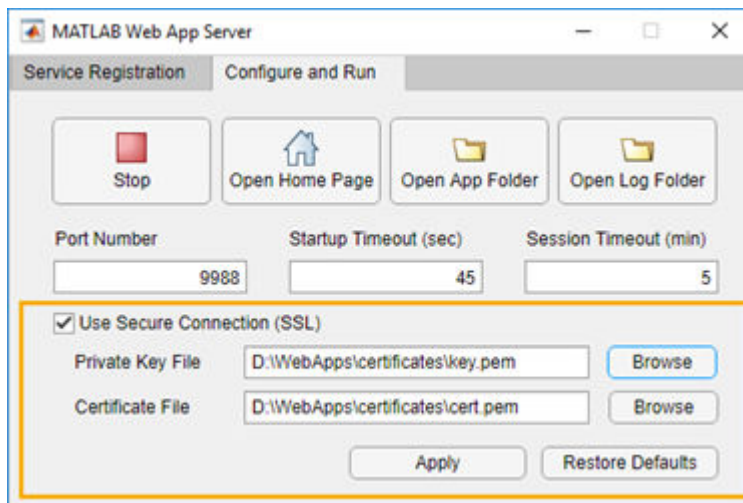 MATLAB Web App Server
Service Registration Configure and Run
Stop Open Home Page Open App Folder Open Log Folder
Port Number Startup Timeout (sec) Session Timeout (min)
9988 45 5
Use Secure Connection (SSL)
Private Key File D:\WebApps\certificates\key.pem Browse
Certificate File D:\WebApps\certificates\cert.pem Browse
Apply Restore Defaults